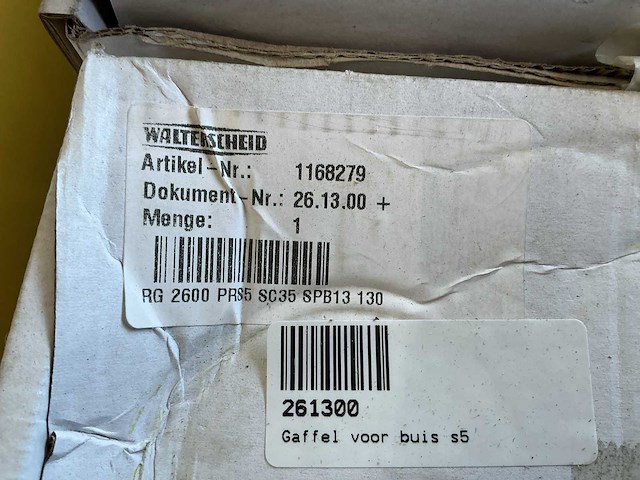 WALTERSCHEID
Artikel-Nr.: 1168279
Dokument-Nr.: 26.13.00 +
Menge: 1
RG 2600 PR85 SC35 SPB13 130
261300
Gaffel voor buis s5